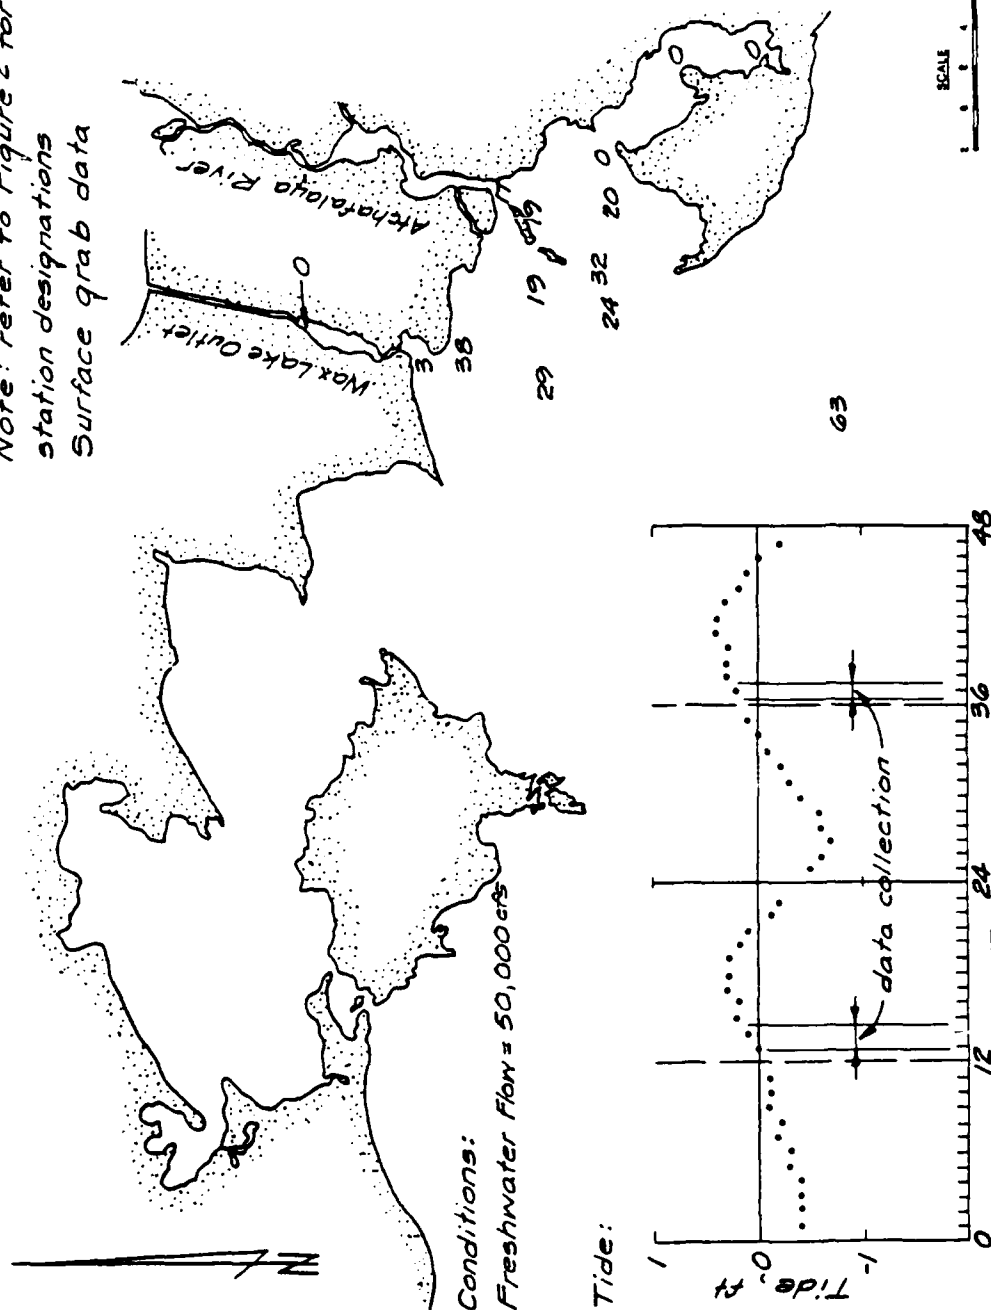 Note: refer to Figure 2 for
station designations
Surface grab data
Atchafalaya River
Wax Lake Outlet
0
3
38
19
19
29
24
32
20
0
0
0
63
SCALE
Conditions:
Freshwater Flow = 50,000 cfs
Tide:
Tide, ft
1
0
-1
data collection
0
12
24
36
48
N